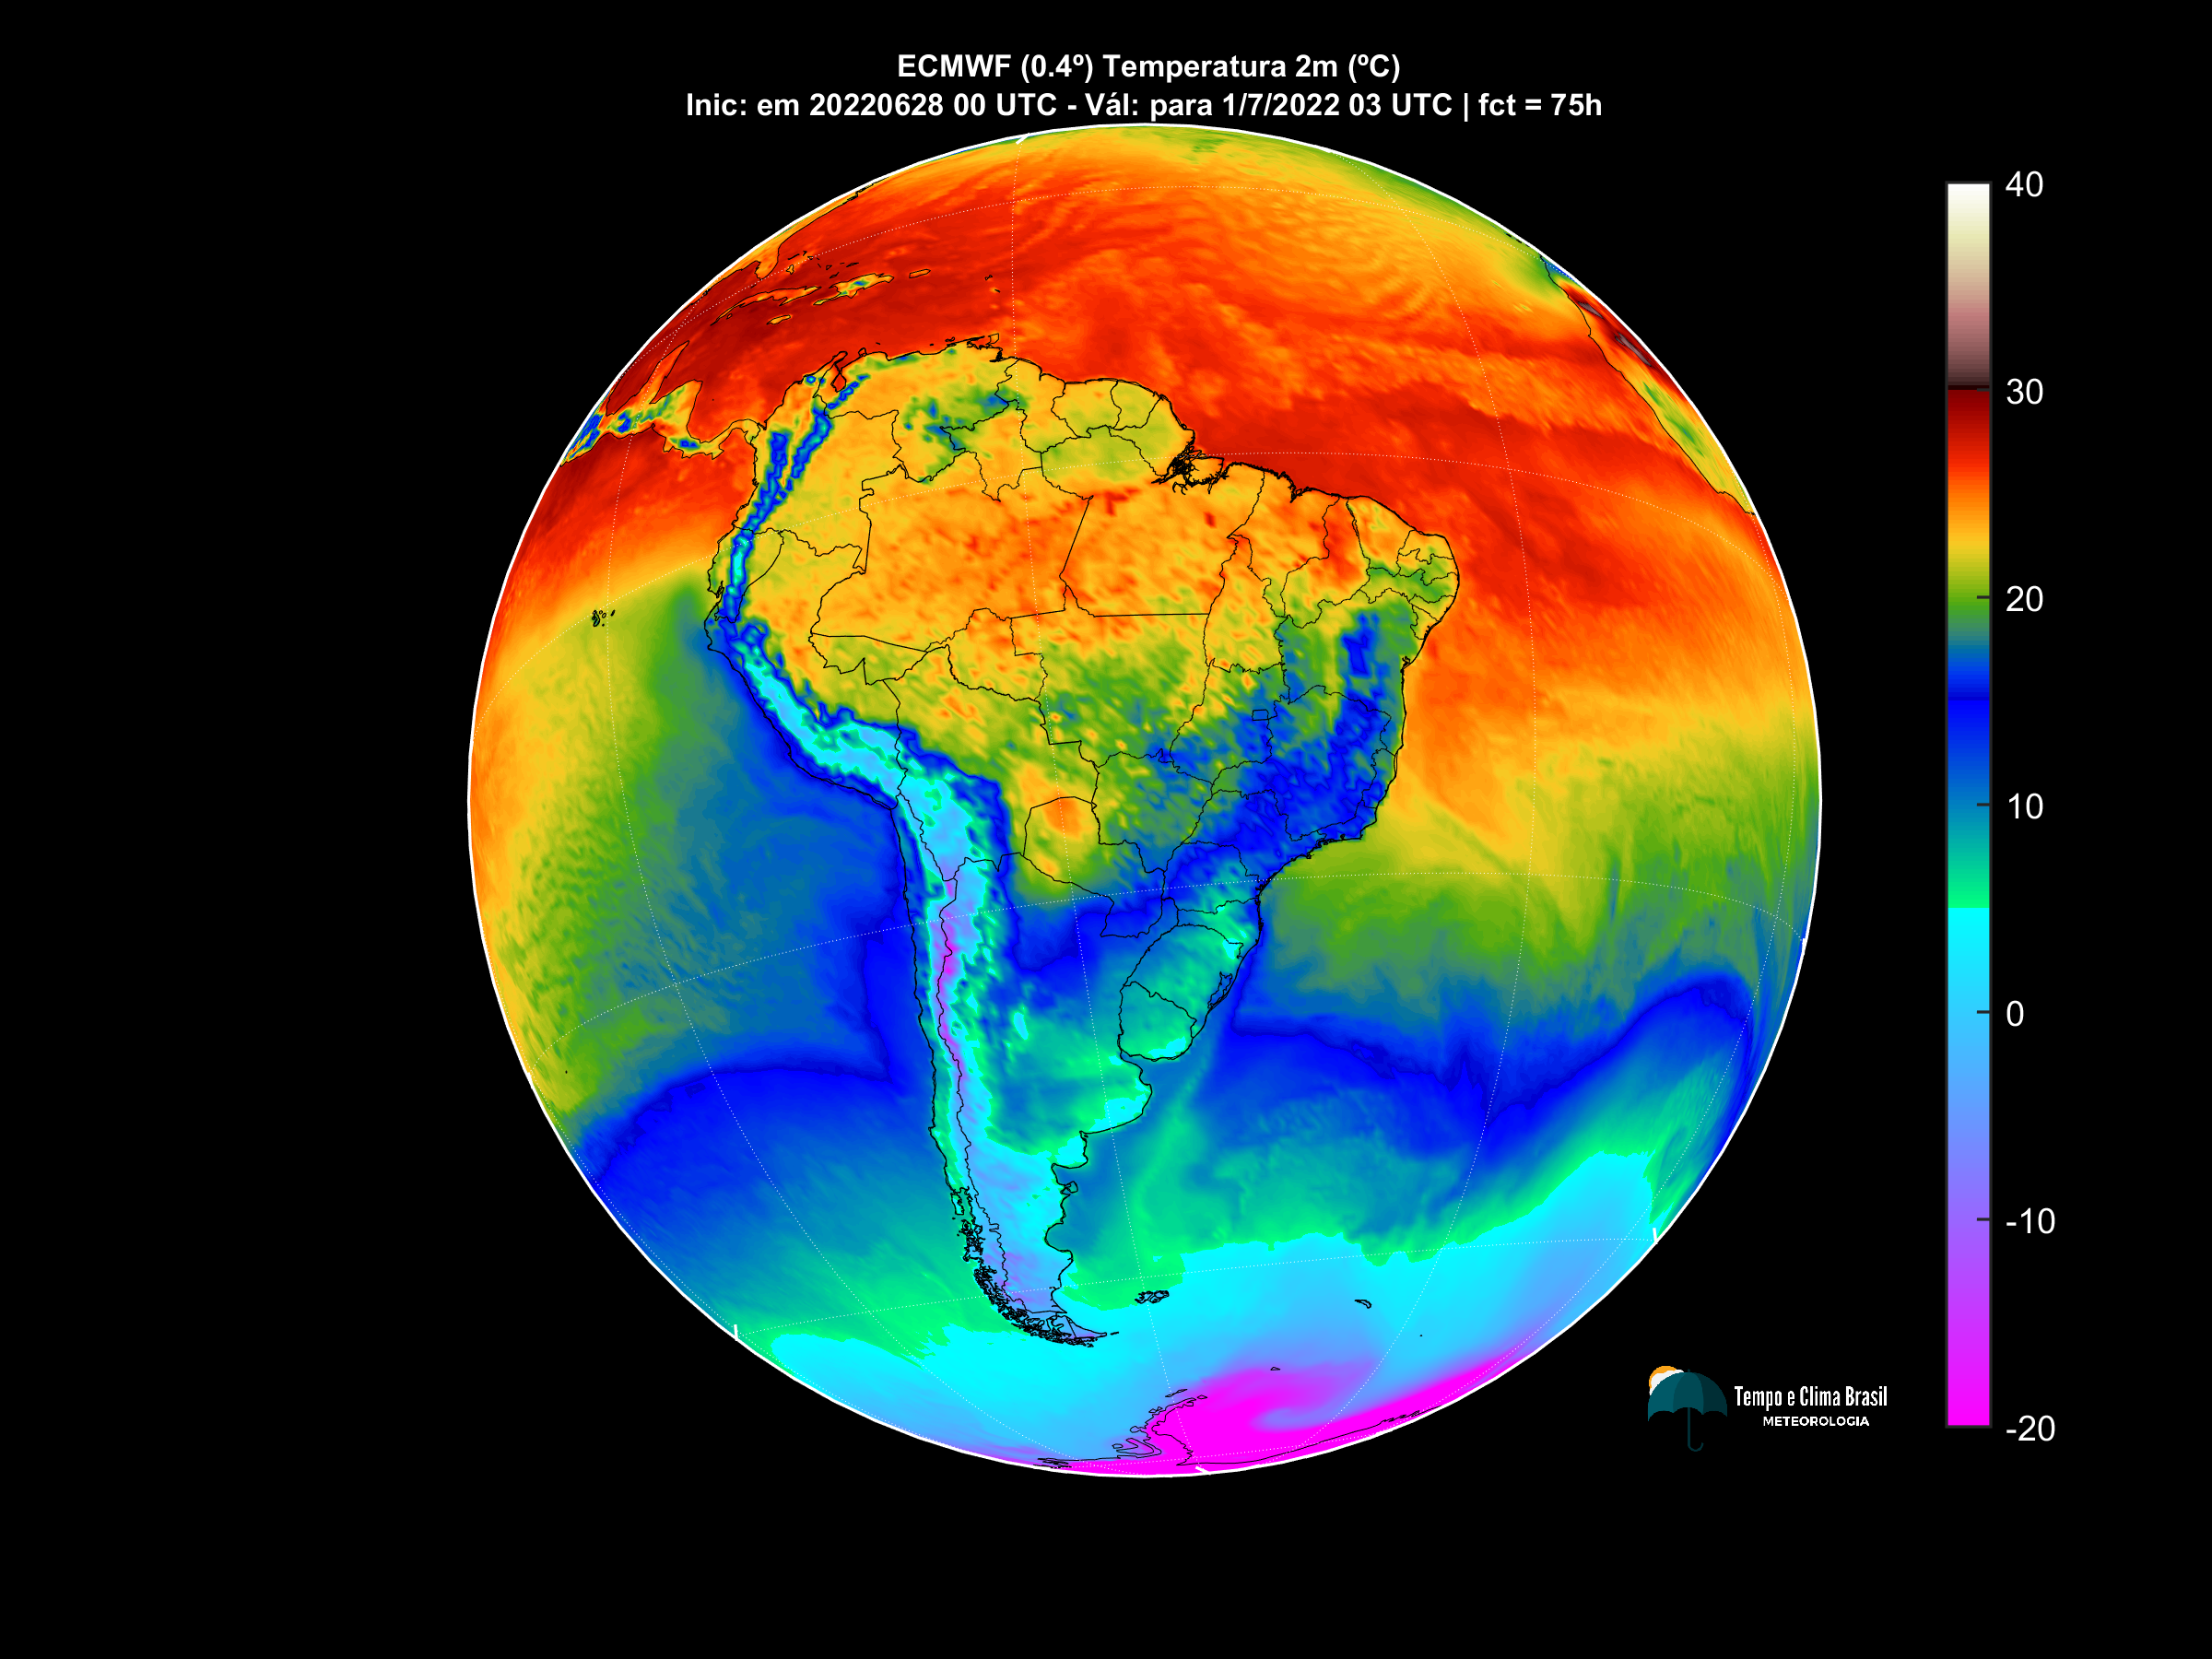 ECMWF (0.4º) Temperatura 2m (ºC)
Inic: em 20220628 00 UTC - Vál: para 1/7/2022 03 UTC | fct = 75h
40
30
20
10
0
-10
-20
Tempo e Clima Brasil
METEOROLOGIA